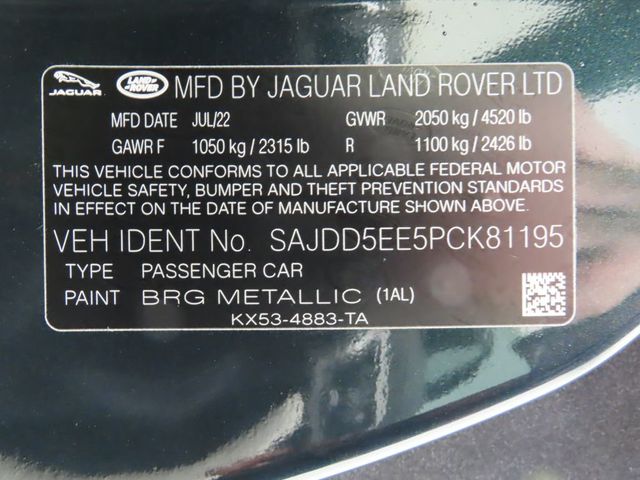 JAGUAR LAND ROVER MFD BY JAGUAR LAND ROVER LTD
MFD DATE JUL/22 GVWR 2050 kg / 4520 lb
GAWR F 1050 kg / 2315 lb R 1100 kg / 2426 lb
THIS VEHICLE CONFORMS TO ALL APPLICABLE FEDERAL MOTOR
VEHICLE SAFETY, BUMPER AND THEFT PREVENTION STANDARDS
IN EFFECT ON THE DATE OF MANUFACTURE SHOWN ABOVE.
VEH IDENT No. SAJDD5EE5PCK81195
TYPE PASSENGER CAR
PAINT BRG METALLIC (1AL)
KX53-4883-TA